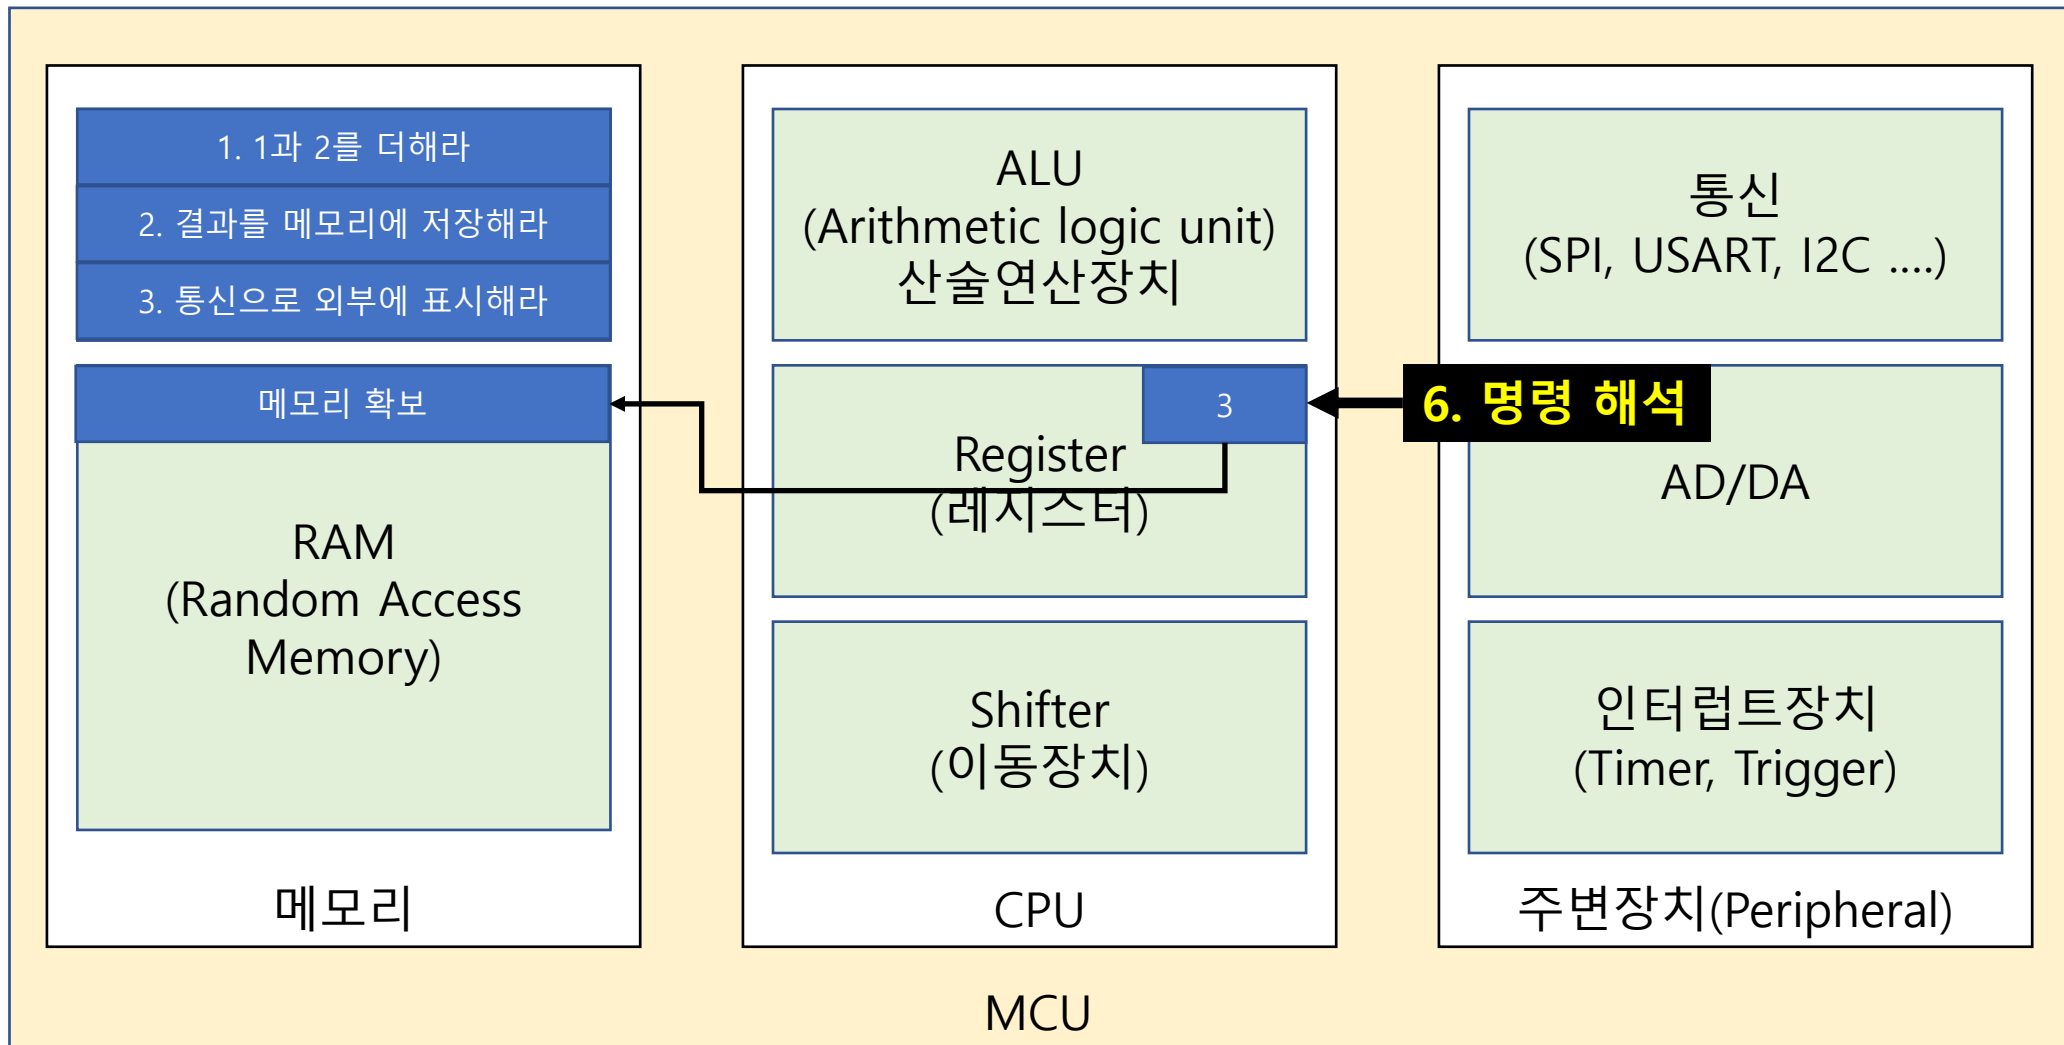 1. 1과 2를 더해라
2. 결과를 메모리에 저장해라
3. 통신으로 외부에 표시해라
메모리 확보
RAM
(Random Access
Memory)
메모리
ALU
(Arithmetic logic unit)
산술연산장치
3
Register
(레지스터)
Shifter
(이동장치)
CPU
통신
(SPI, USART, I2C ....)
6. 명령 해석
AD/DA
인터럽트장치
(Timer, Trigger)
주변장치(Peripheral)
MCU